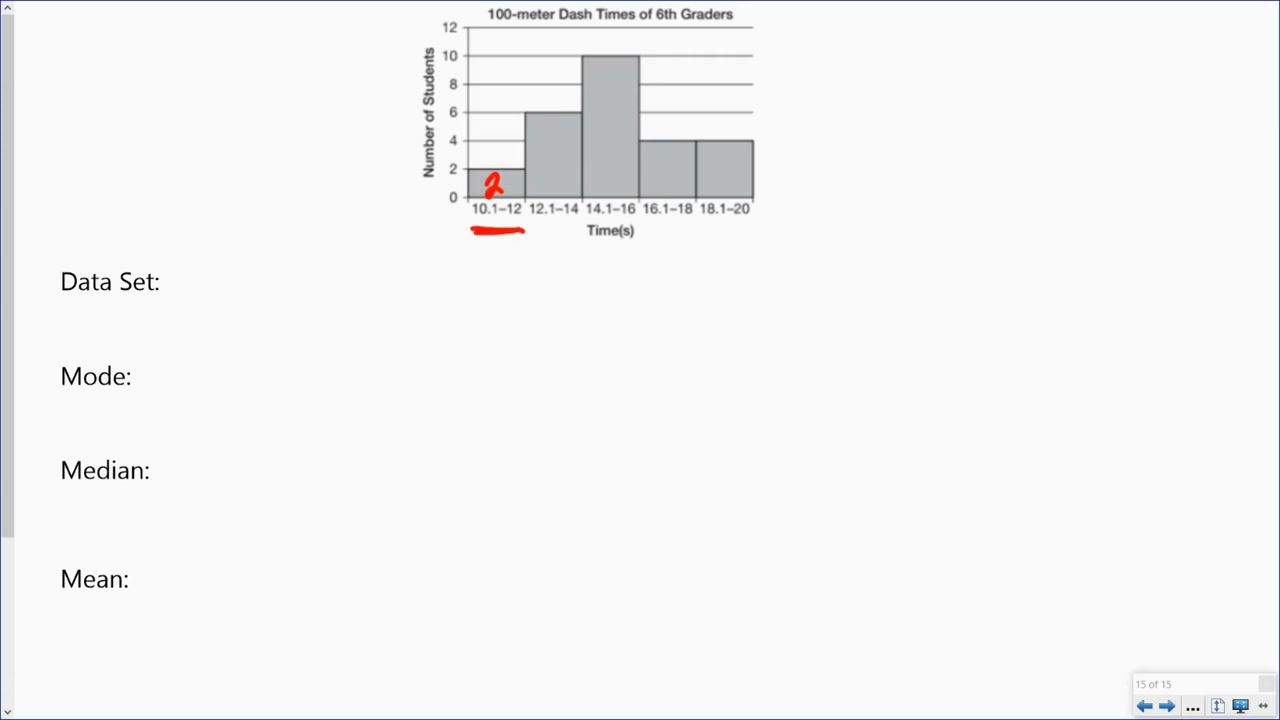 100-meter Dash Times of 6th Graders
12
10
8
6
4
2
0
Number of Students
2
10.1–12 12.1–14 14.1–16 16.1–18 18.1–20
Time(s)
Data Set:
Mode:
Median:
Mean:
15 of 15
...